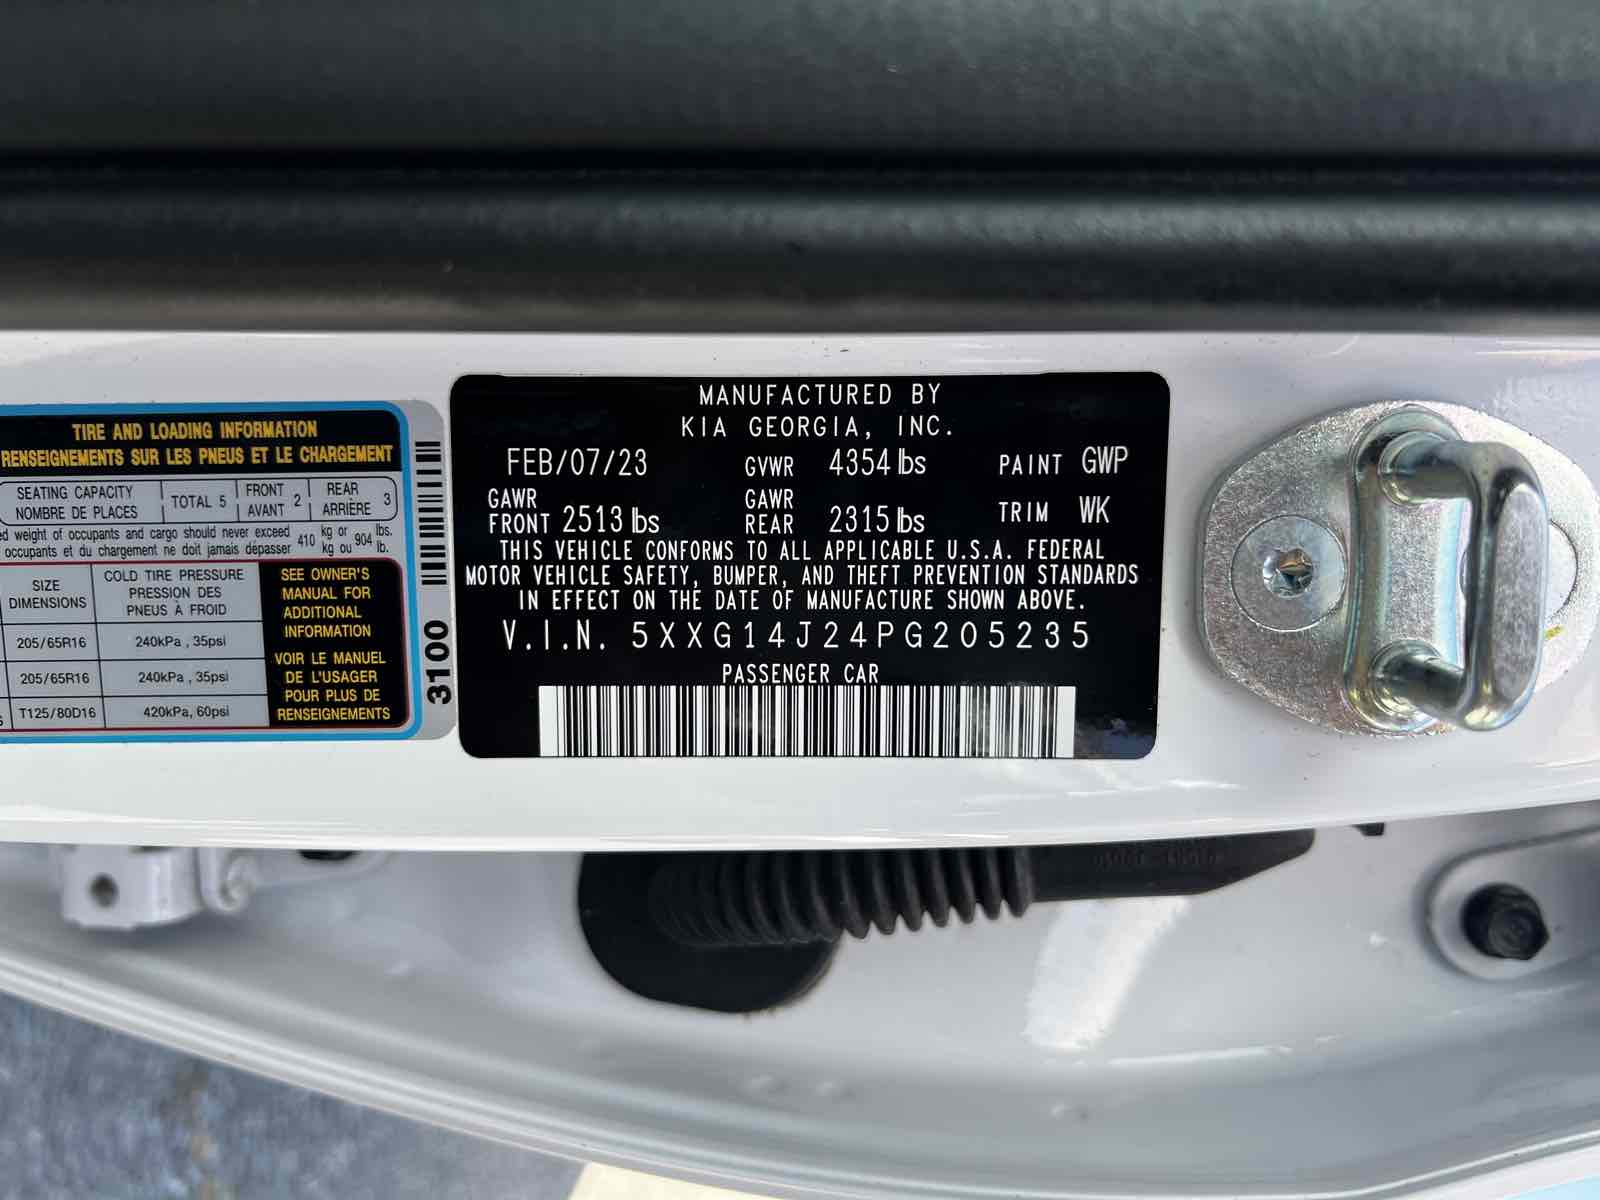 TIRE AND LOADING INFORMATION
RENSEIGNEMENTS SUR LES PNEUS ET LE CHARGEMENT
SEATING CAPACITY
NOMBRE DE PLACES
TOTAL 5
FRONT
AVANT 2
REAR
ARRIÈRE 3
weight of occupants and cargo should never exceed 410 kg or 904 lbs.
occupants et du chargement ne doit jamais dépasser 410 kg ou 904 lb.
SIZE
DIMENSIONS
COLD TIRE PRESSURE
PRESSION DES
PNEUS À FROID
205/65R16 240kPa , 35psi
205/65R16 240kPa , 35psi
T125/80D16 420kPa, 60psi
SEE OWNER'S
MANUAL FOR
ADDITIONAL
INFORMATION
VOIR LE MANUEL
DE L'USAGER
POUR PLUS DE
RENSEIGNEMENTS
3100
MANUFACTURED BY
KIA GEORGIA, INC.
FEB/07/23 GVWR 4354 lbs PAINT GWP
GAWR
FRONT 2513 lbs
GAWR
REAR 2315 lbs
TRIM WK
THIS VEHICLE CONFORMS TO ALL APPLICABLE U.S.A. FEDERAL
MOTOR VEHICLE SAFETY, BUMPER, AND THEFT PREVENTION STANDARDS
IN EFFECT ON THE DATE OF MANUFACTURE SHOWN ABOVE.
V.I.N. 5XXG14J24PG205235
PASSENGER CAR